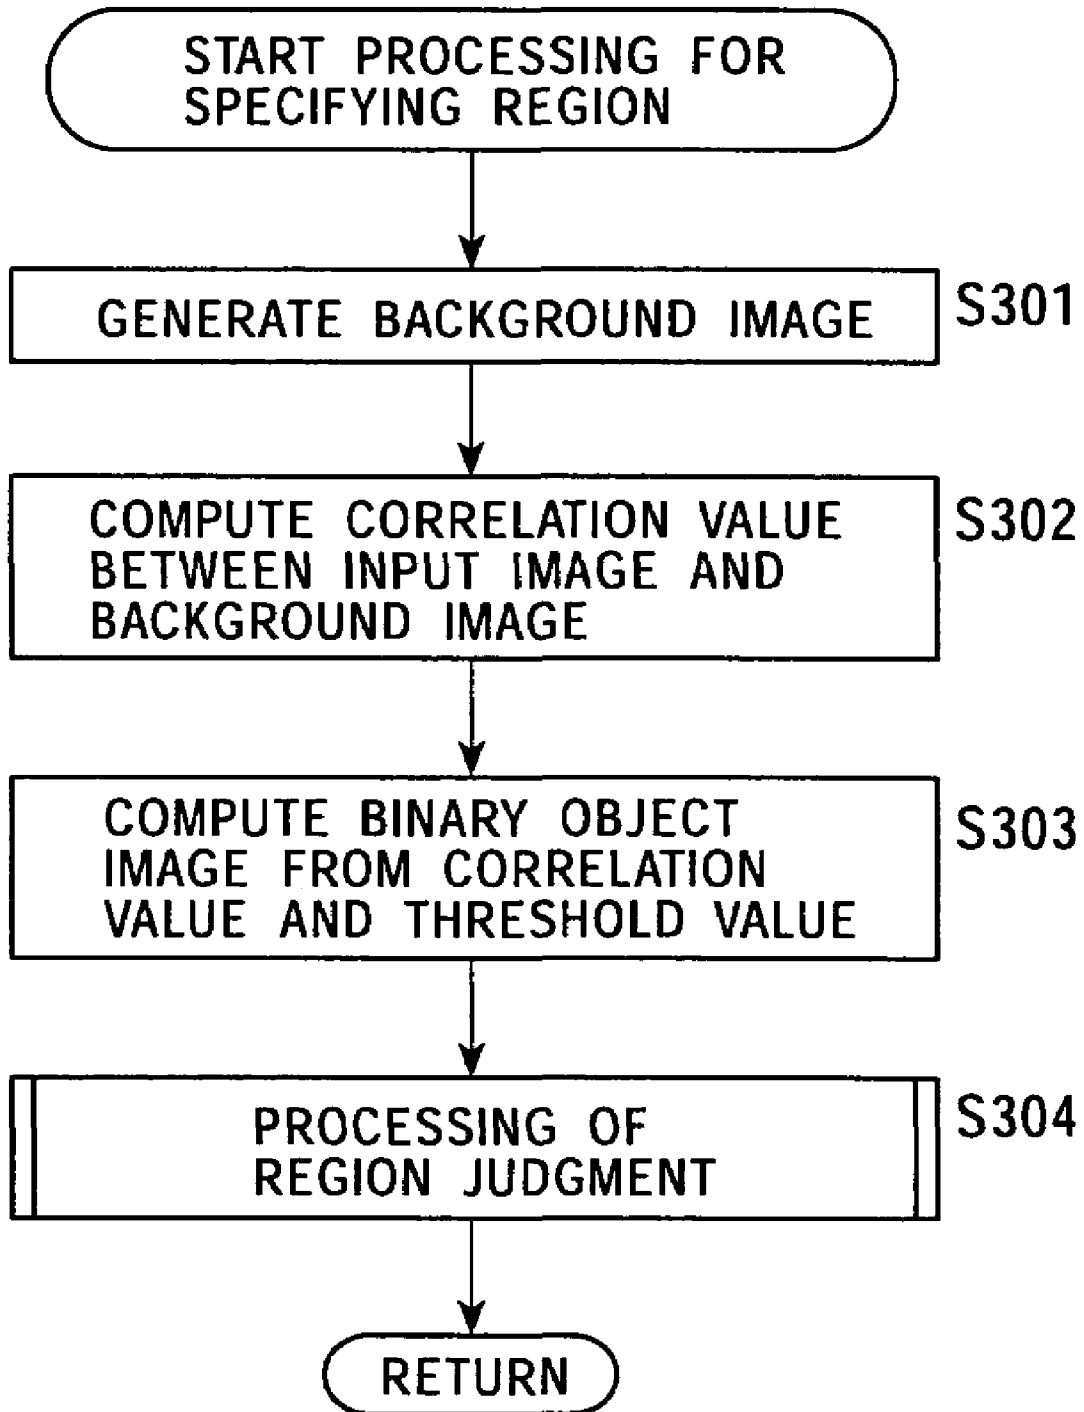 START PROCESSING FOR
SPECIFYING REGION
GENERATE BACKGROUND IMAGE
S301
COMPUTE CORRELATION VALUE
BETWEEN INPUT IMAGE AND
BACKGROUND IMAGE
S302
COMPUTE BINARY OBJECT
IMAGE FROM CORRELATION
VALUE AND THRESHOLD VALUE
S303
PROCESSING OF
REGION JUDGMENT
S304
RETURN